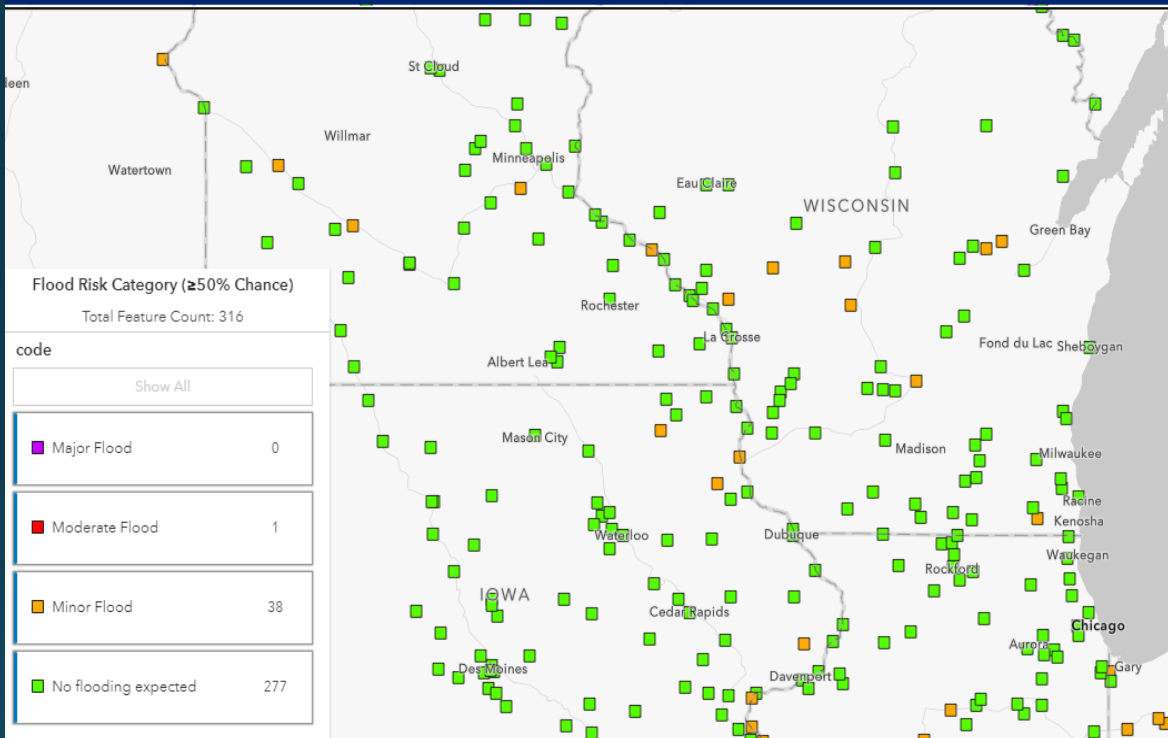 St Cloud
leen
Willmar
Minneapolis
Watertown
Eau Claire
WISCONSIN
Green Bay
Flood Risk Category (≥50% Chance)
Total Feature Count: 316
code
Show All
Major Flood 0
Moderate Flood 1
Minor Flood 38
No flooding expected 277
Rochester
La Crosse
Fond du Lac
Sheboygan
Albert Lea
Mason City
Madison
Milwaukee
Racine
Kenosha
Waterloo
Dubuque
Waukegan
Rockford
IOWA
Cedar Rapids
Chicago
Aurora
Des Moines
Davenport
Gary